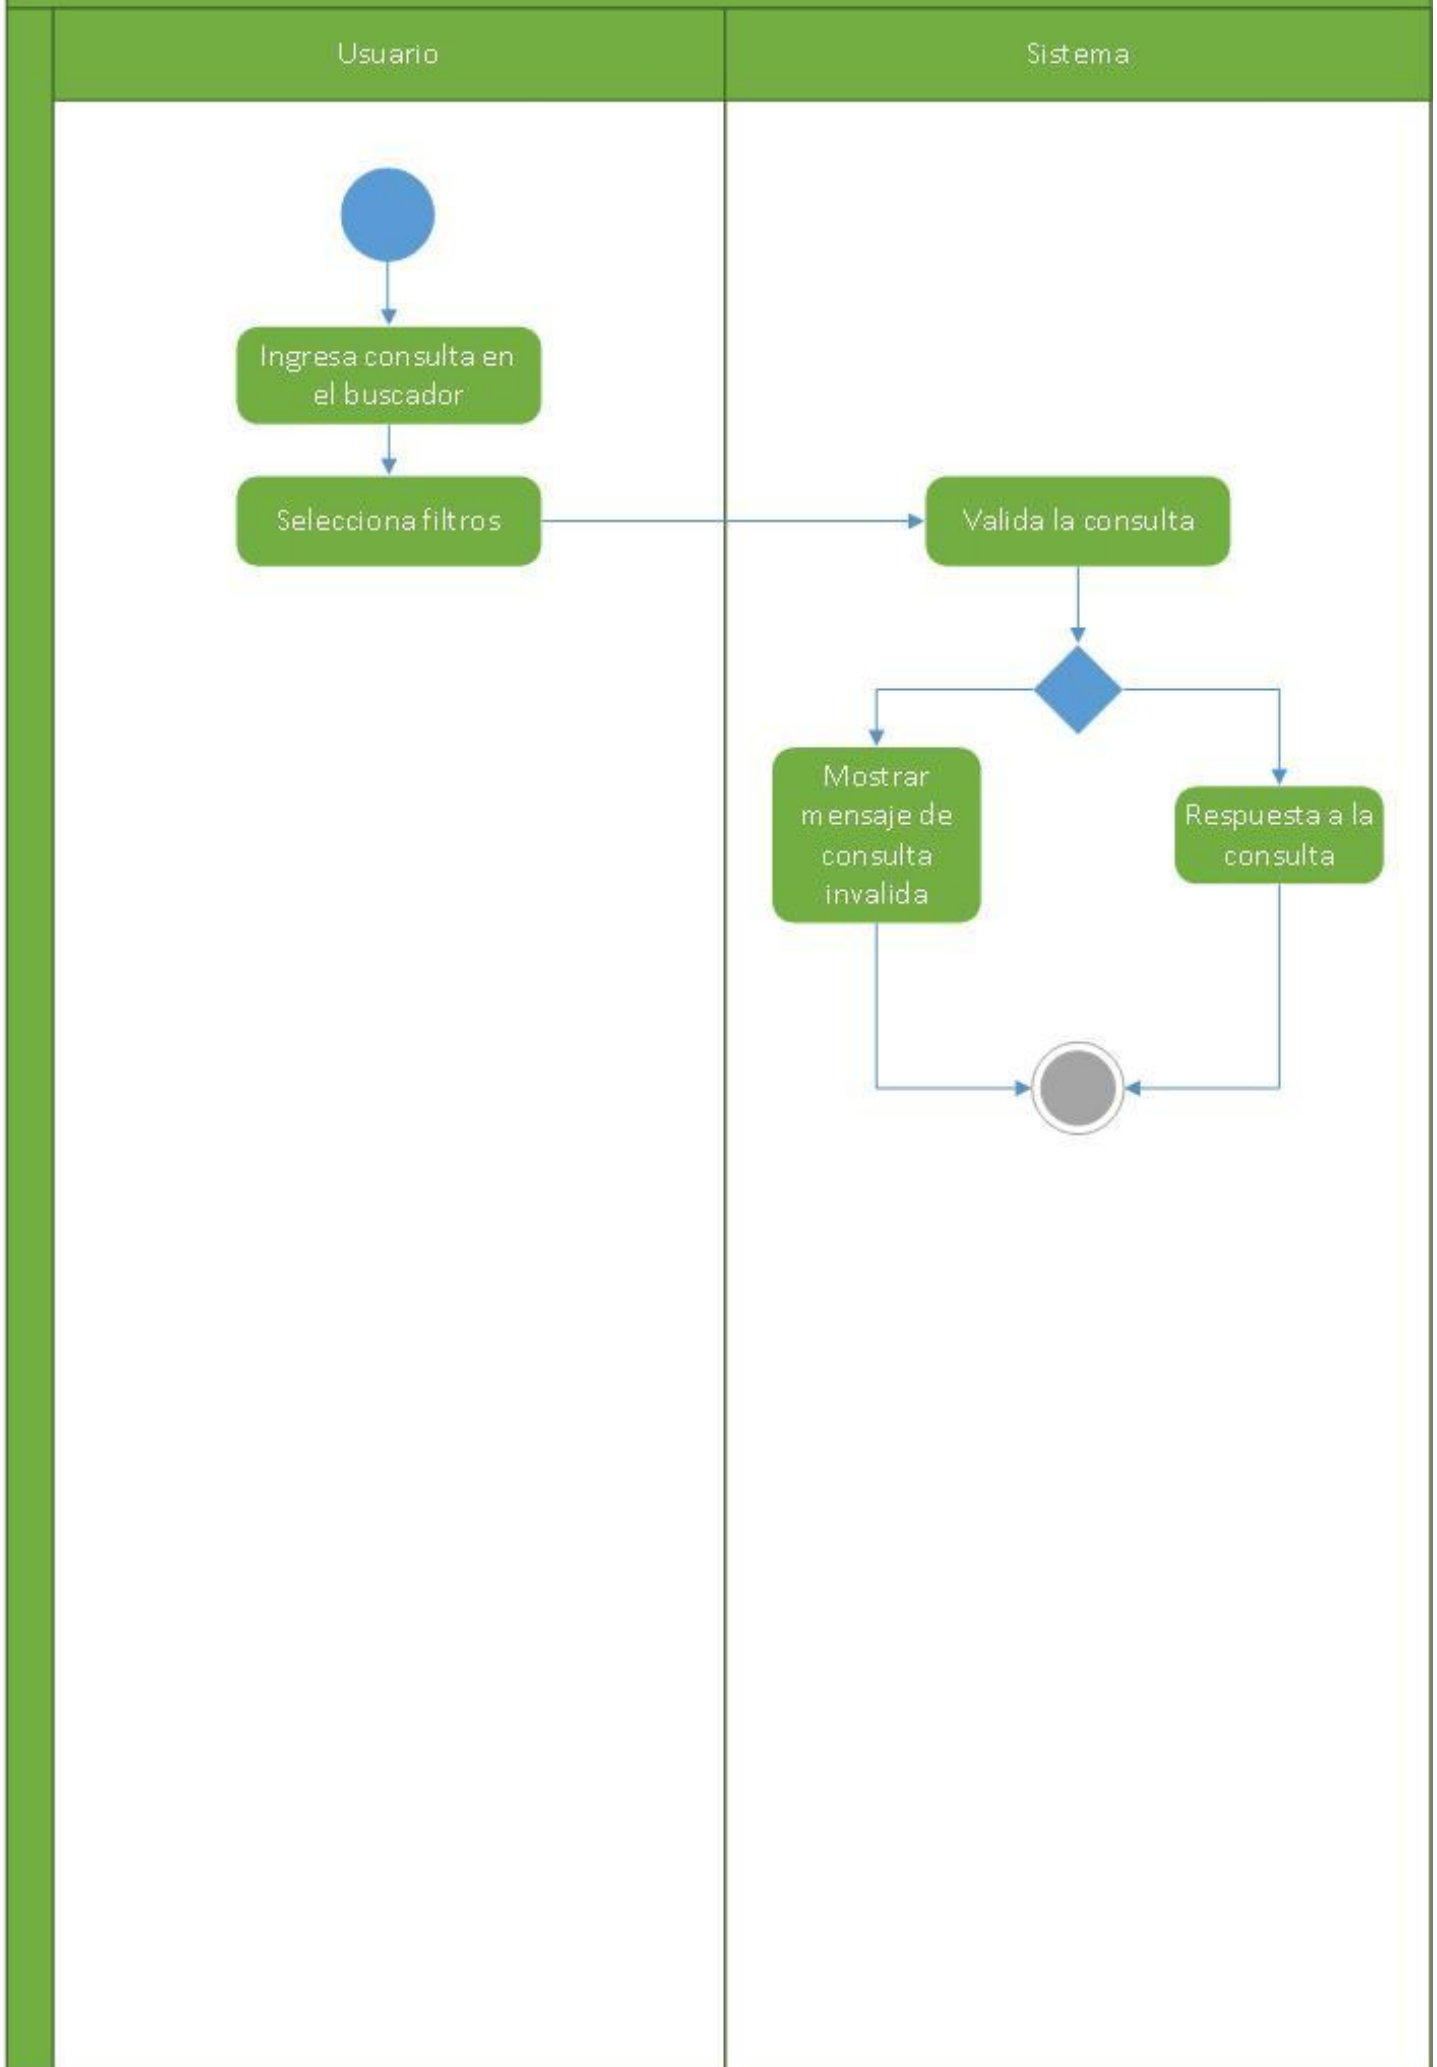 Usuario
Sistema
Ingresa consulta en
el buscador
Selecciona filtros
Valida la consulta
Mostrar
mensaje de
consulta
invalida
Respuesta a la
consulta